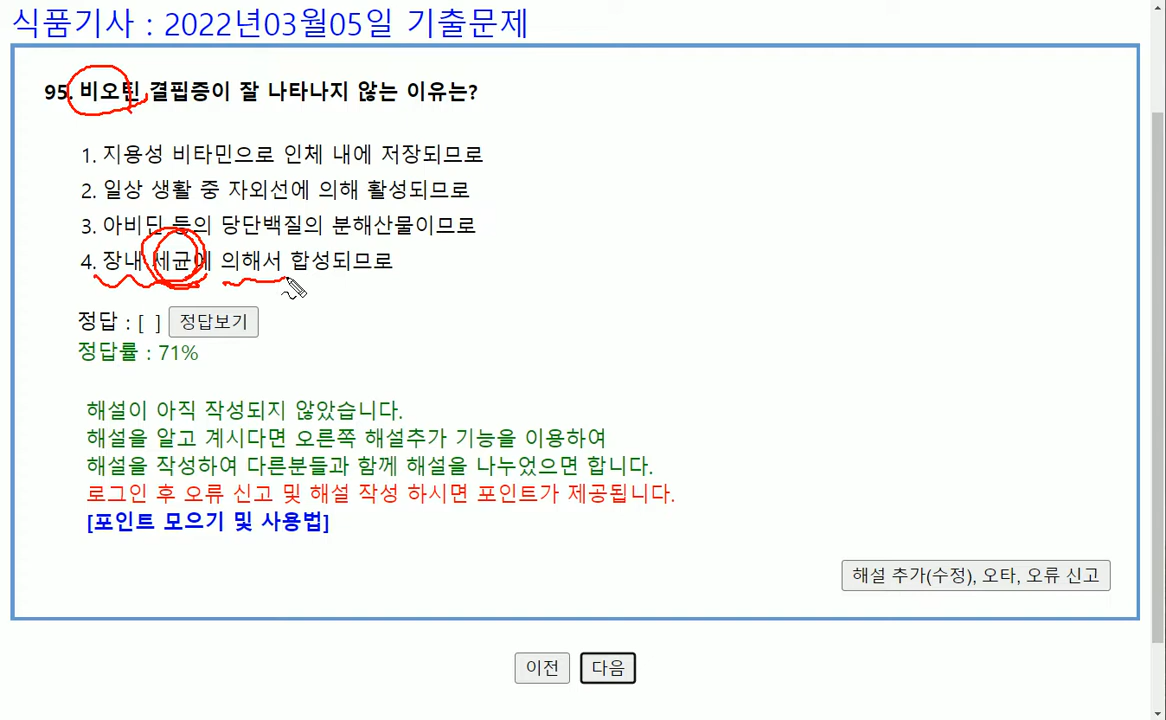 식품기사 : 2022년03월05일 기출문제
95. 비오틴 결핍증이 잘 나타나지 않는 이유는?
1. 지용성 비타민으로 인체 내에 저장되므로
2. 일상 생활 중 자외선에 의해 활성되므로
3. 아비딘 등의 당단백질의 분해산물이므로
4. 장내 세균에 의해서 합성되므로
정답 : [ ] 정답보기
정답률 : 71%
해설이 아직 작성되지 않았습니다.
해설을 알고 계시다면 오른쪽 해설추가 기능을 이용하여
해설을 작성하여 다른분들과 함께 해설을 나누었으면 합니다.
로그인 후 오류 신고 및 해설 작성 하시면 포인트가 제공됩니다.
[포인트 모으기 및 사용법]
해설 추가(수정), 오타, 오류 신고
이전 다음